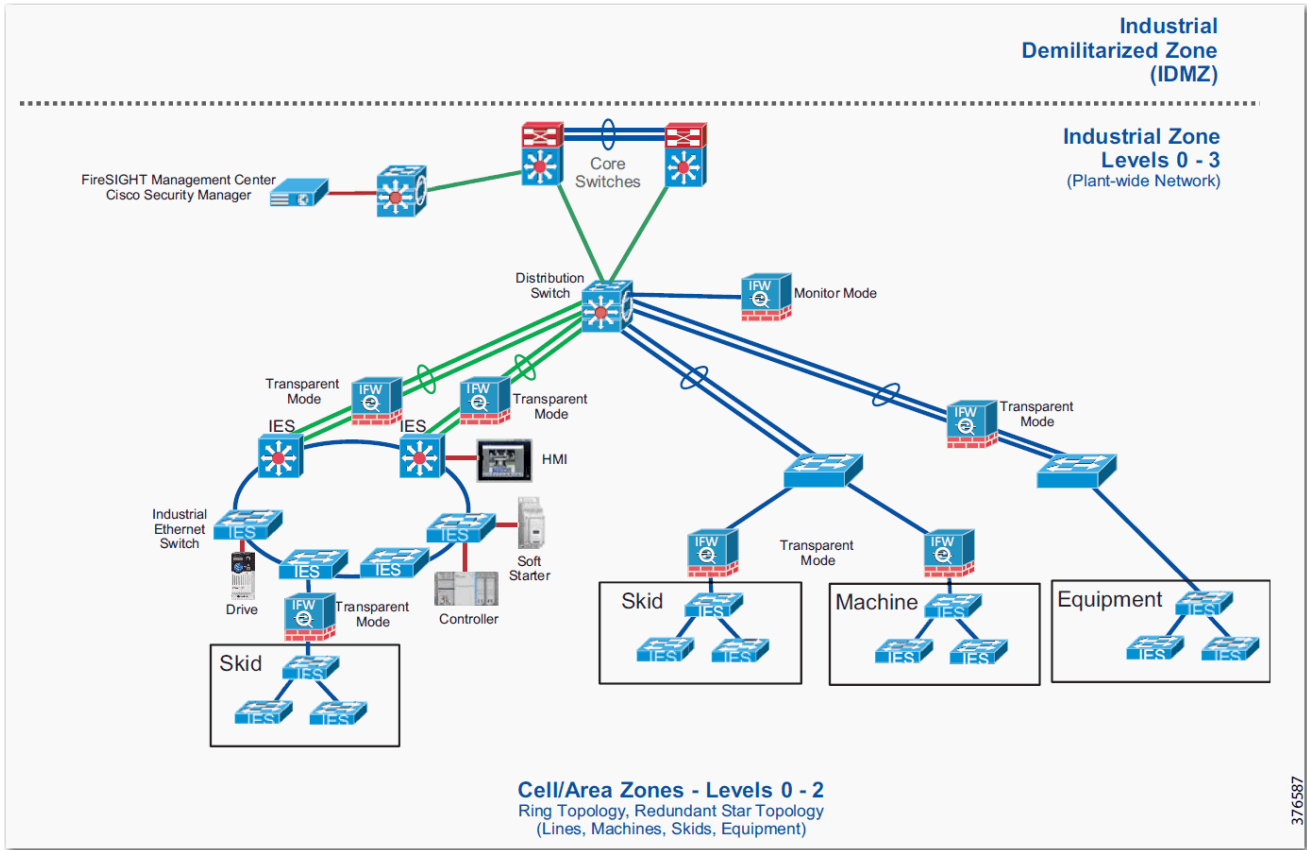 Industrial
Demilitarized Zone
(IDMZ)
Industrial Zone
Levels 0 - 3
(Plant-wide Network)
Core
Switches
FireSIGHT Management Center
Cisco Security Manager
Distribution
Switch
IFW
Monitor Mode
Transparent
Mode
IFW
IFW
Transparent
Mode
IFW
Transparent
Mode
IES
IES
HMI
Industrial
Ethernet
Switch
IES
IES
Soft
Starter
IES
IES
Drive
Controller
IFW
Transparent
Mode
Skid
IES
IES
IES
IFW
Transparent
Mode
IFW
Skid
IES
IES
IES
Machine
IES
IES
IES
Equipment
IES
IES
IES
Cell/Area Zones - Levels 0 - 2
Ring Topology, Redundant Star Topology
(Lines, Machines, Skids, Equipment)
376587